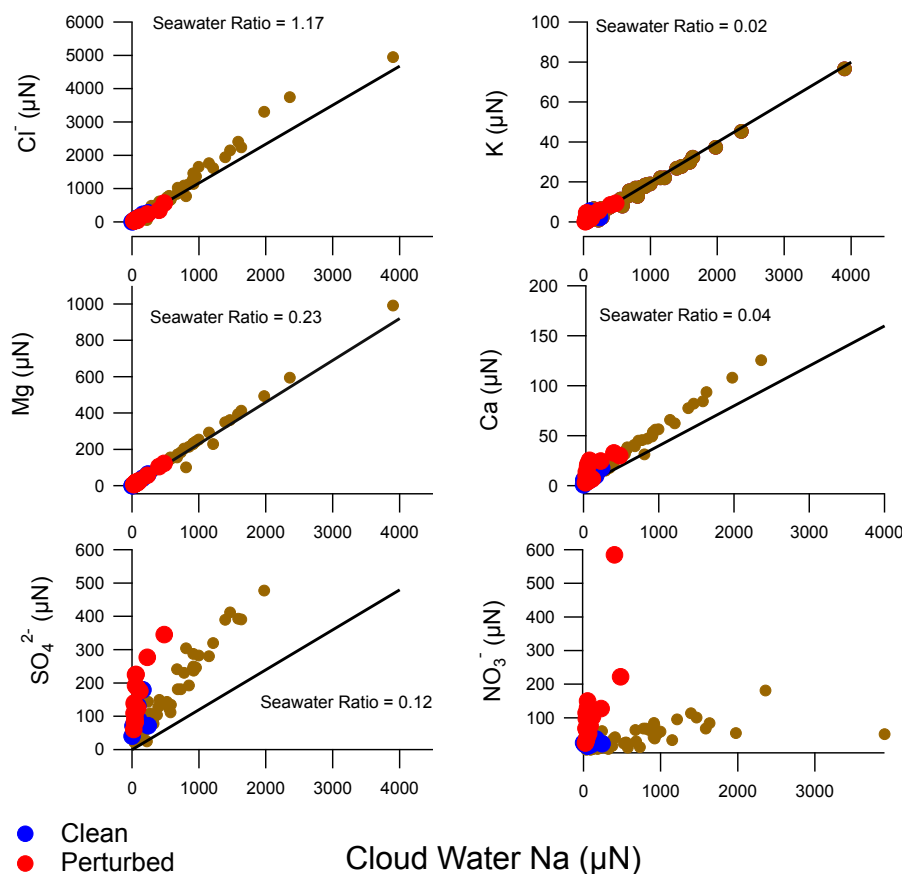 Seawater Ratio = 1.17
Cl⁻ (µN)
6000
5000
4000
3000
2000
1000
0
0 1000 2000 3000 4000
Seawater Ratio = 0.02
K (µN)
100
80
60
40
20
0
0 1000 2000 3000 4000
Seawater Ratio = 0.23
Mg (µN)
1000
800
600
400
200
0
0 1000 2000 3000 4000
Seawater Ratio = 0.04
Ca (µN)
200
150
100
50
0
0 1000 2000 3000 4000
Seawater Ratio = 0.12
SO₄²⁻ (µN)
600
500
400
300
200
100
0
0 1000 2000 3000 4000
NO₃⁻ (µN)
600
500
400
300
200
100
0 1000 2000 3000
Clean
Perturbed
Cloud Water Na (µN)